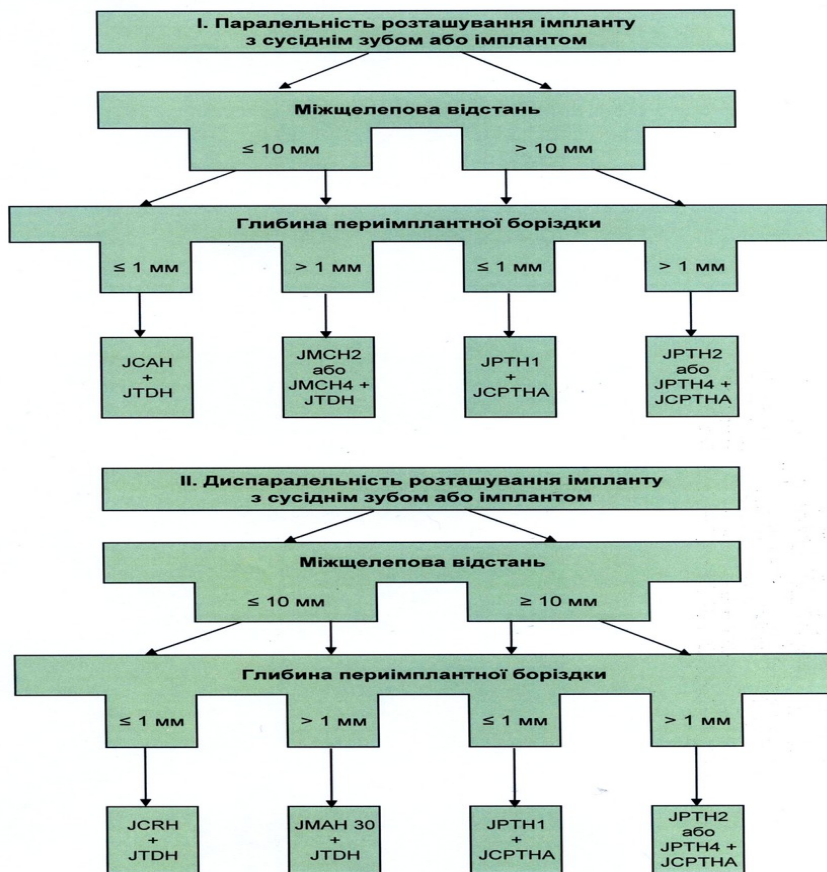 І. Паралельність розташування імпланту
з сусіднім зубом або імплантом
Міжщелепова відстань
≤ 10 мм
> 10 мм
Глибина периімплантної боріздки
≤ 1 мм
> 1 мм
≤ 1 мм
> 1 мм
JCAH
+
JTDH
JMCH2
або
JMCH4 +
JTDH
JPTH1
+
JCPTHA
JPTH2
або
JPTH4 +
JCPTHA
ІІ. Диспаралельність розташування імпланту
з сусіднім зубом або імплантом
Міжщелепова відстань
≤ 10 мм
≥ 10 мм
Глибина периімплантної боріздки
≤ 1 мм
> 1 мм
≤ 1 мм
> 1 мм
JCRH
+
JTDH
JMAH 30
+
JTDH
JPTH1
+
JCPTHA
JPTH2
або
JPTH4 +
JCPTHA